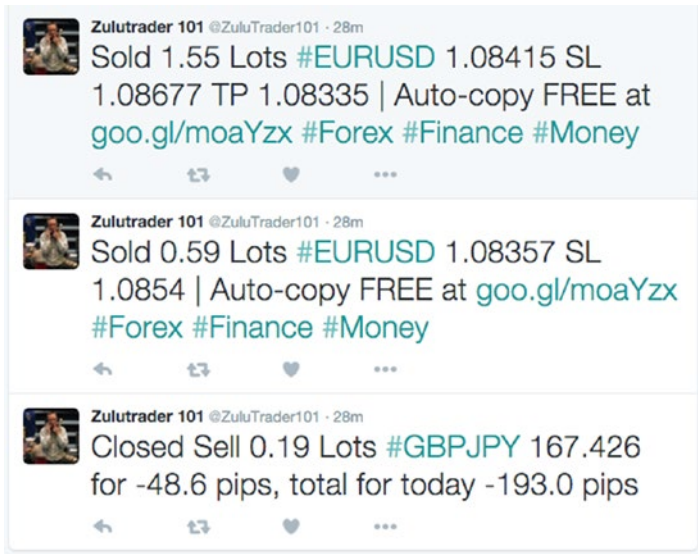 Zulutrader 101 @ZuluTrader101 · 28m
Sold 1.55 Lots #EURUSD 1.08415 SL
1.08677 TP 1.08335 | Auto-copy FREE at
goo.gl/moaYzx #Forex #Finance #Money
Zulutrader 101 @ZuluTrader101 · 28m
Sold 0.59 Lots #EURUSD 1.08357 SL
1.0854 | Auto-copy FREE at goo.gl/moaYzx
#Forex #Finance #Money
Zulutrader 101 @ZuluTrader101 · 28m
Closed Sell 0.19 Lots #GBPJPY 167.426
for -48.6 pips, total for today -193.0 pips